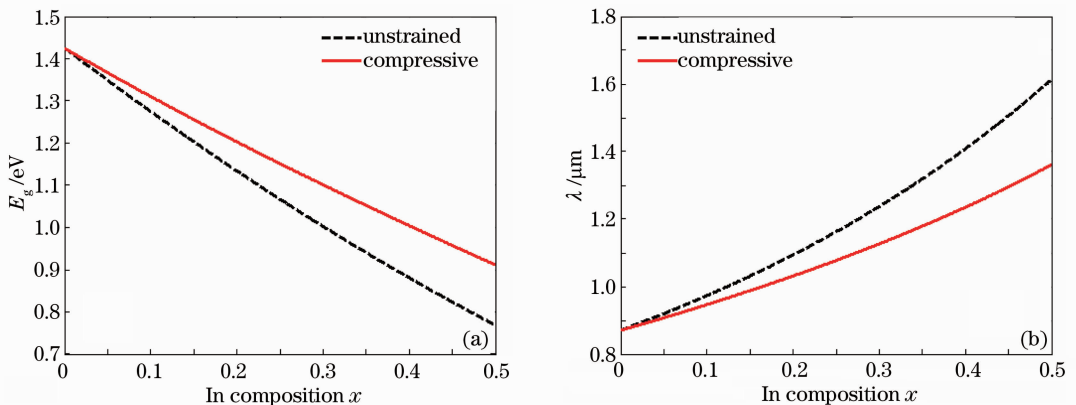 1.5
1.4
1.3
1.2
1.1
1.0
0.9
0.8
0.7
E_g/eV
unstrained
compressive
(a)
0 0.1 0.2 0.3 0.4 0.5
In composition x
1.8
1.6
1.4
1.2
1.0
0.8
λ/μm
unstrained
compressive
(b)
0 0.1 0.2 0.3 0.4 0.5
In composition x